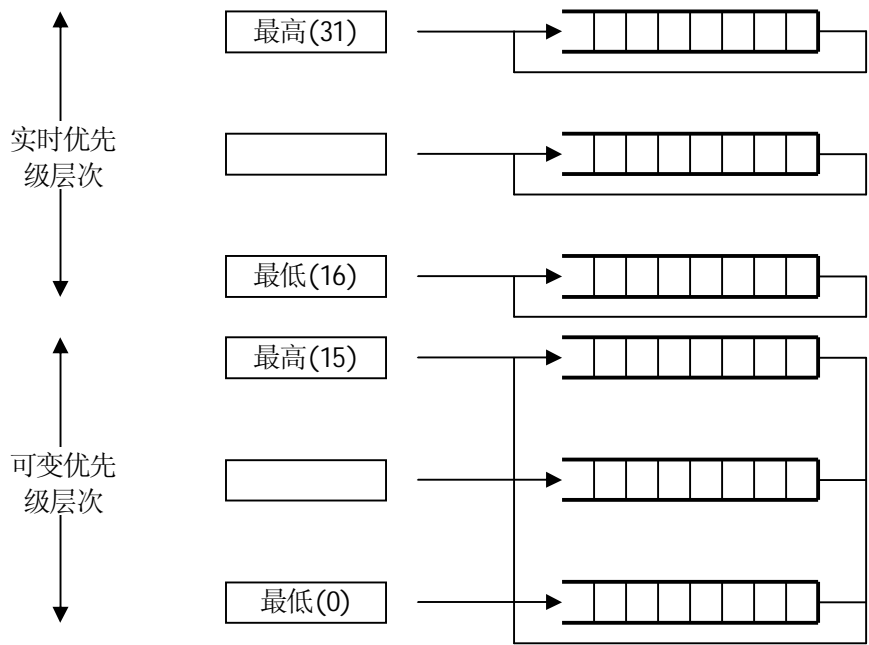 最高(31)
实时优先
级层次
最低(16)
最高(15)
可变优先
级层次
最低(0)